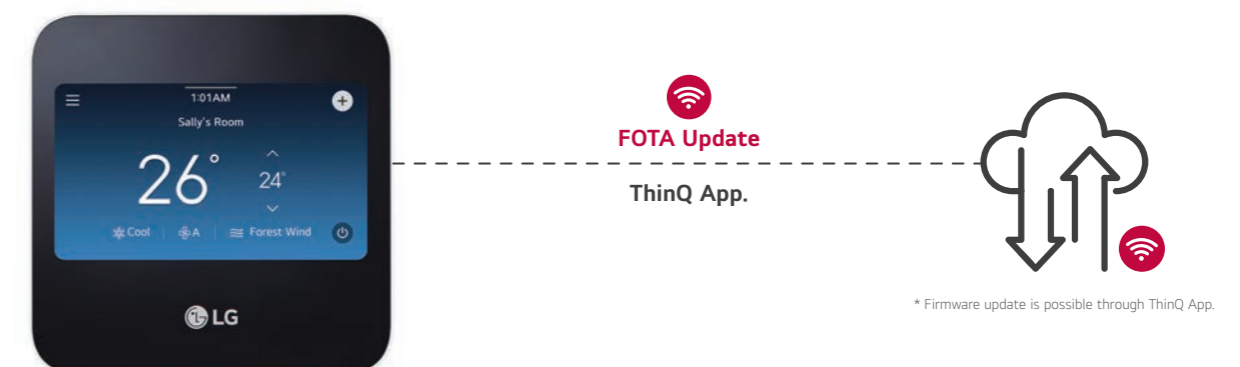 1:01AM
Sally's Room
26°
24°
Cool | A | Forest Wind
LG
FOTA Update
ThinQ App.
* Firmware update is possible through ThinQ App.